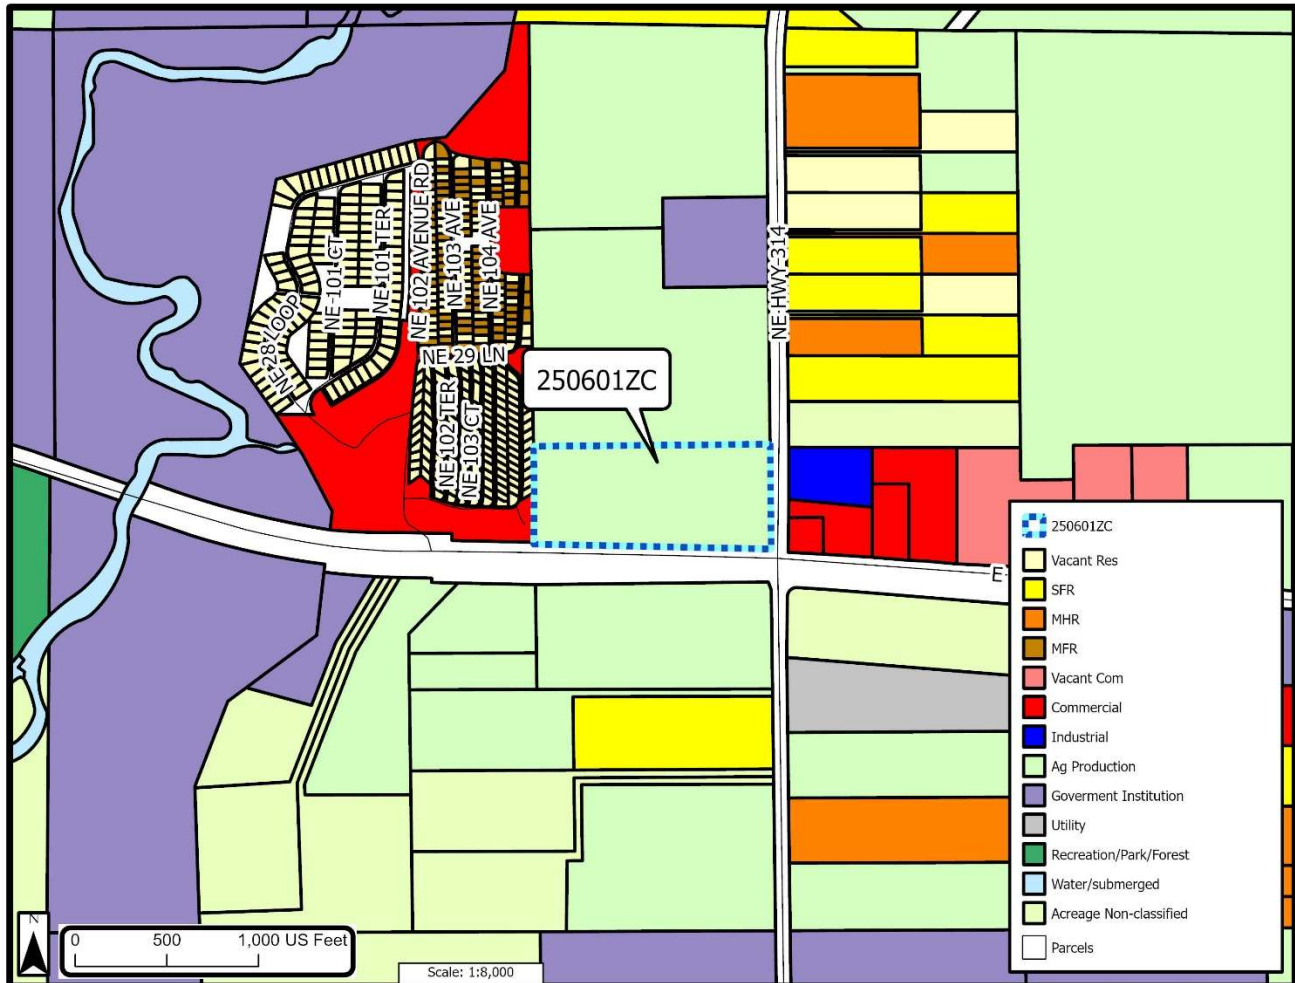 NE 101 CT
NE 101 TER
NE 102 AVENUE RD
NE 103 AVE
NE 104 AVE
NE HWY 314
NE 28 LOOP
NE 29 LN
NE 102 TER
NE 103 CT
250601ZC
E
250601ZC
Vacant Res
SFR
MHR
MFR
Vacant Com
Commercial
Industrial
Ag Production
Goverment Institution
Utility
Recreation/Park/Forest
Water/submerged
Acreage Non-classified
Parcels
N
0 500 1,000 US Feet
Scale: 1:8,000